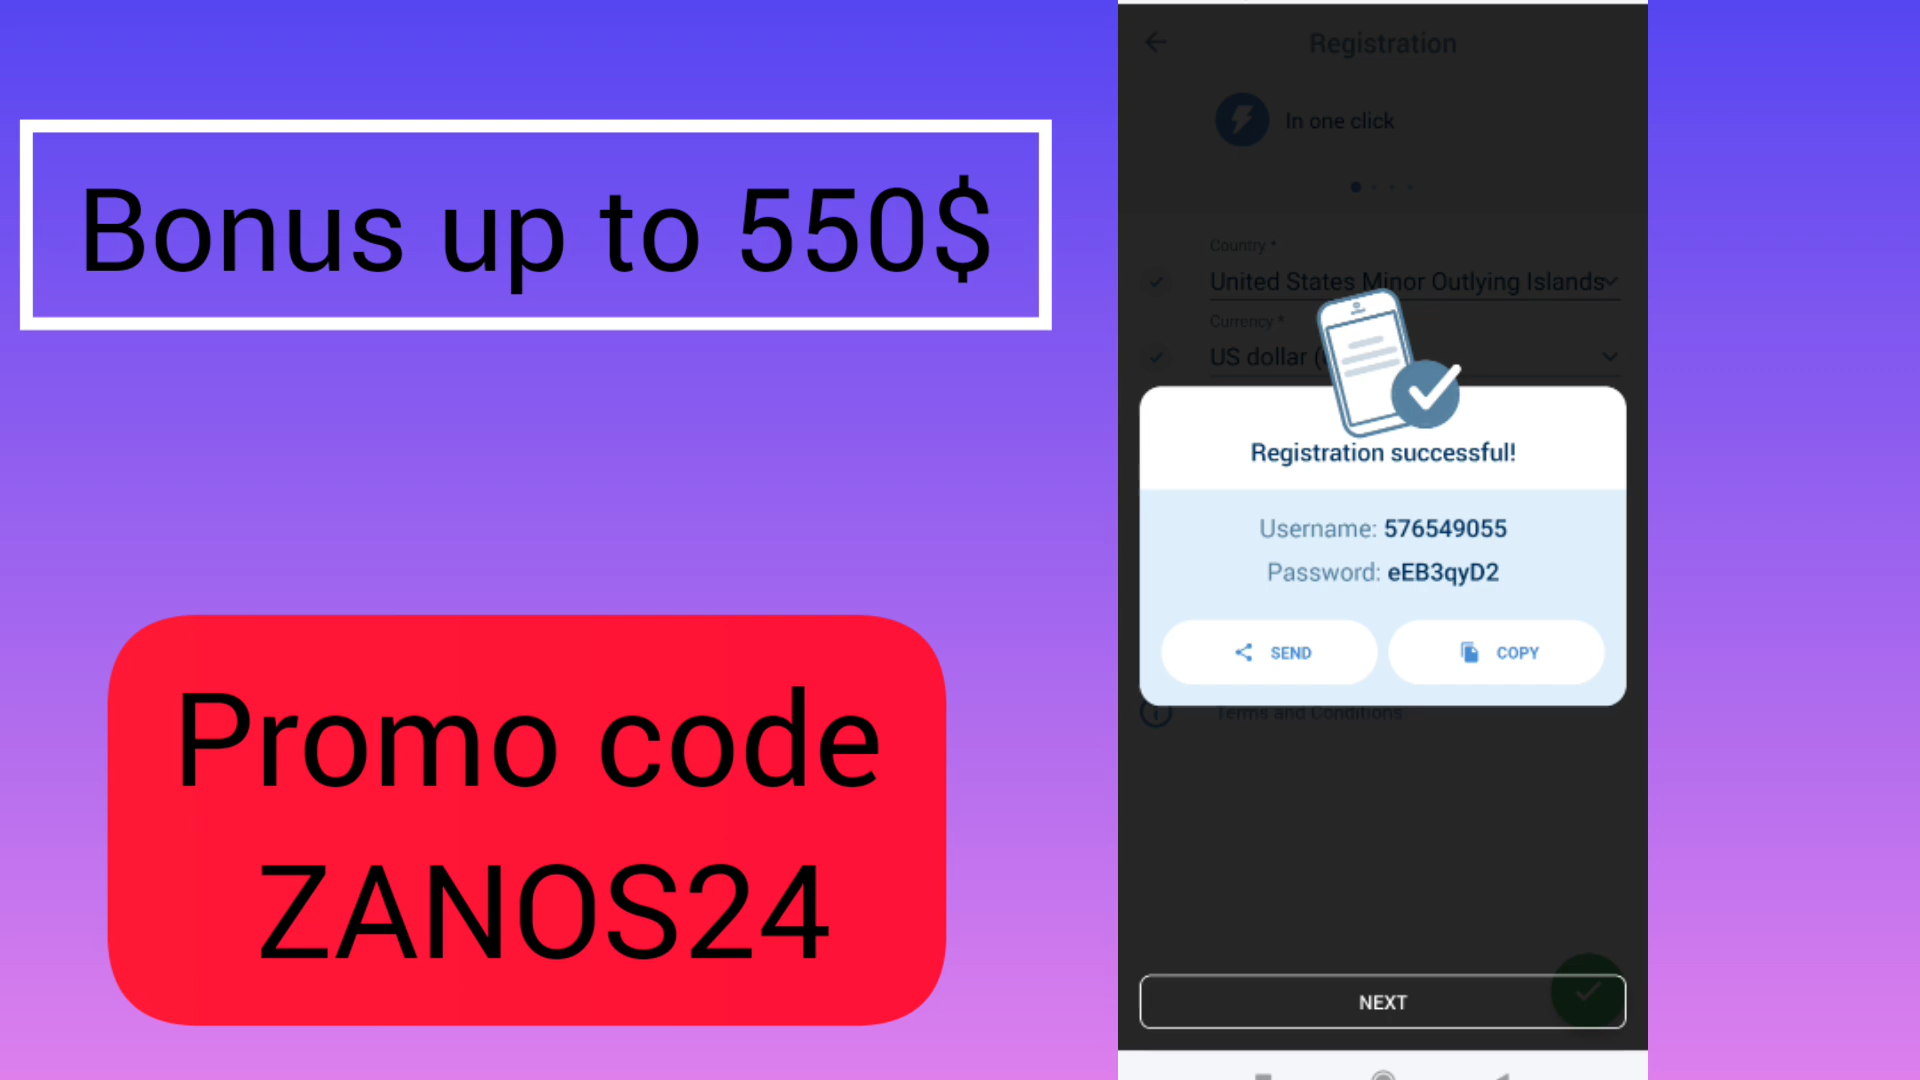 Bonus up to 550$
Promo code
ZANOS24
Registration
In one click
Country *
United States Minor Outlying Islands
Currency *
US dollar (
Registration successful!
Username: 576549055
Password: eEB3qyD2
SEND
COPY
Terms and Conditions
NEXT